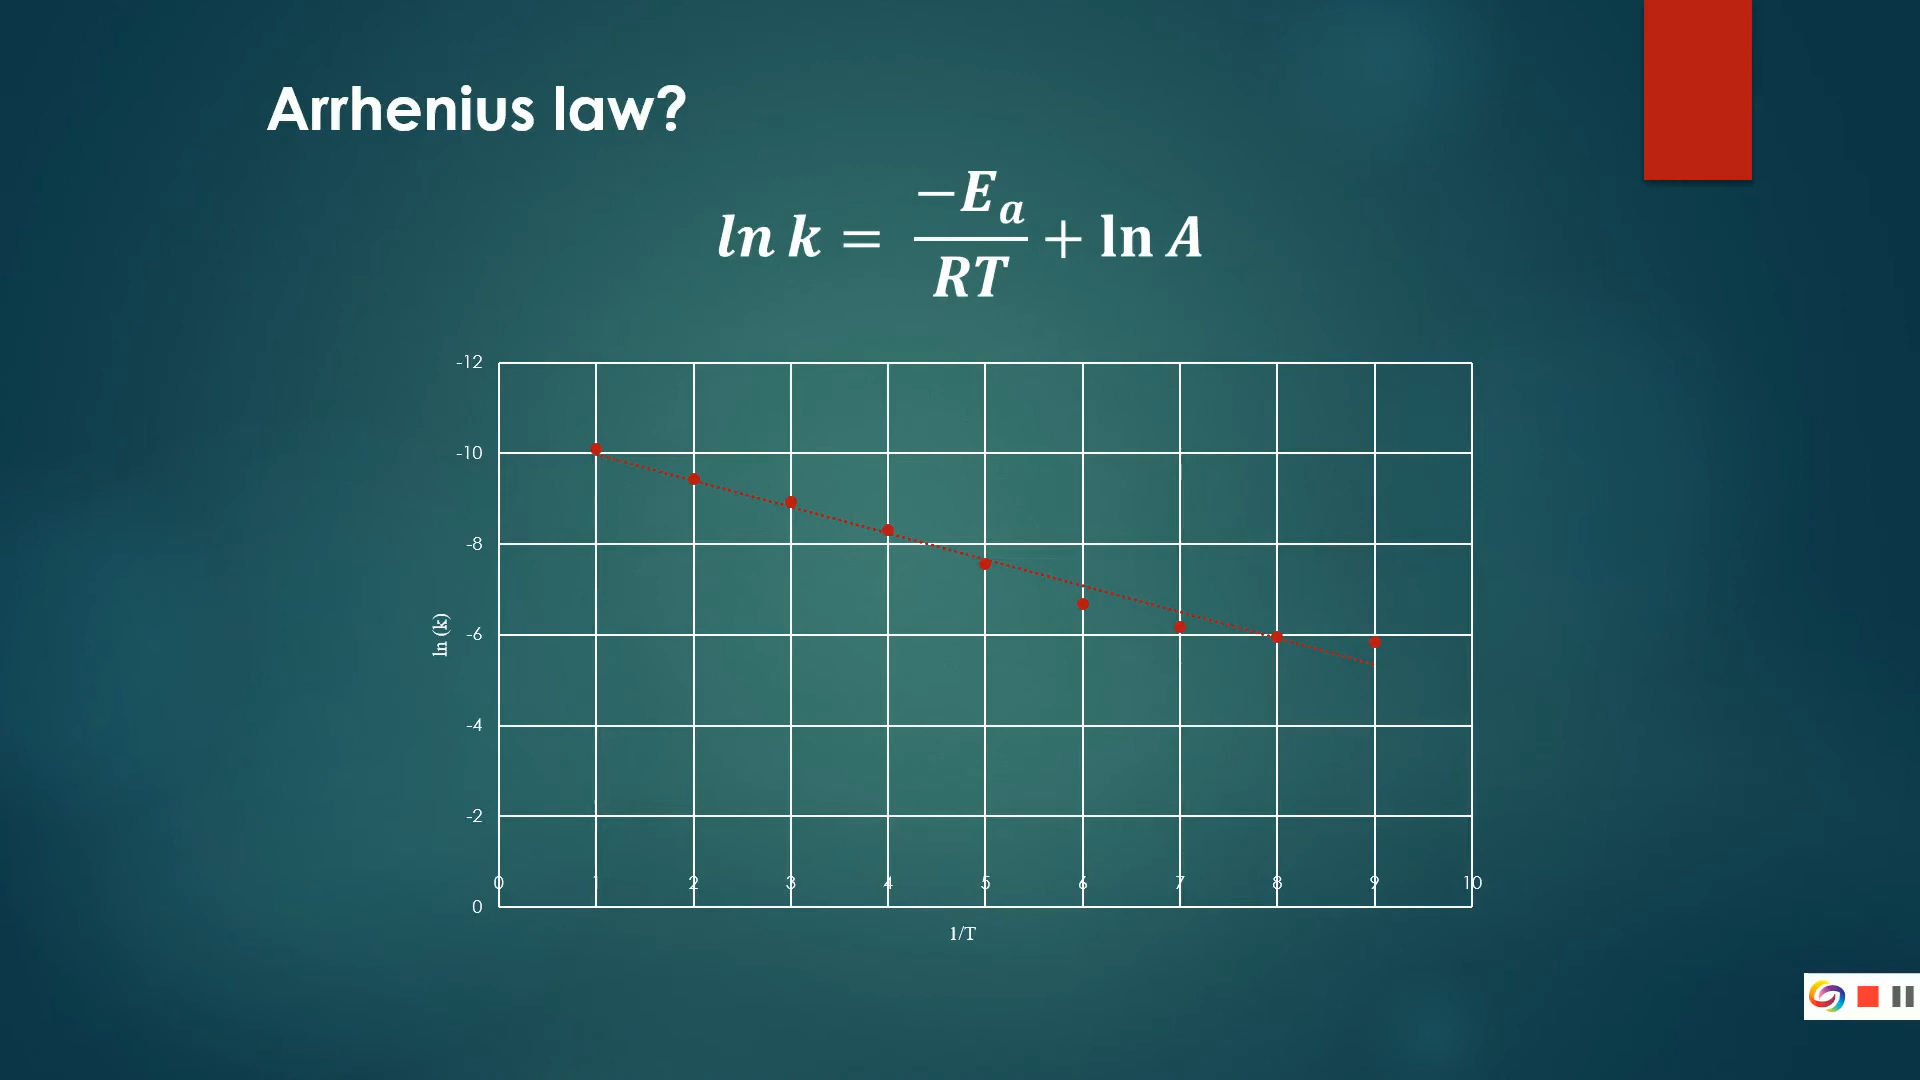 Arrhenius law?
ln k = −Ea/RT + ln A
-12
-10
-8
-6
-4
-2
0
ln (k)
0 1 2 3 4 5 6 7 8 9 10
1/T